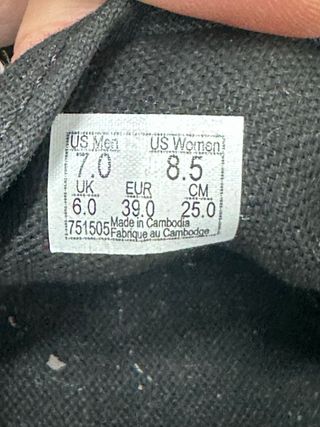 US Men US Women
7.0 8.5
UK EUR CM
6.0 39.0 25.0
751505 Made in Cambodia
Fabrique au Cambodge